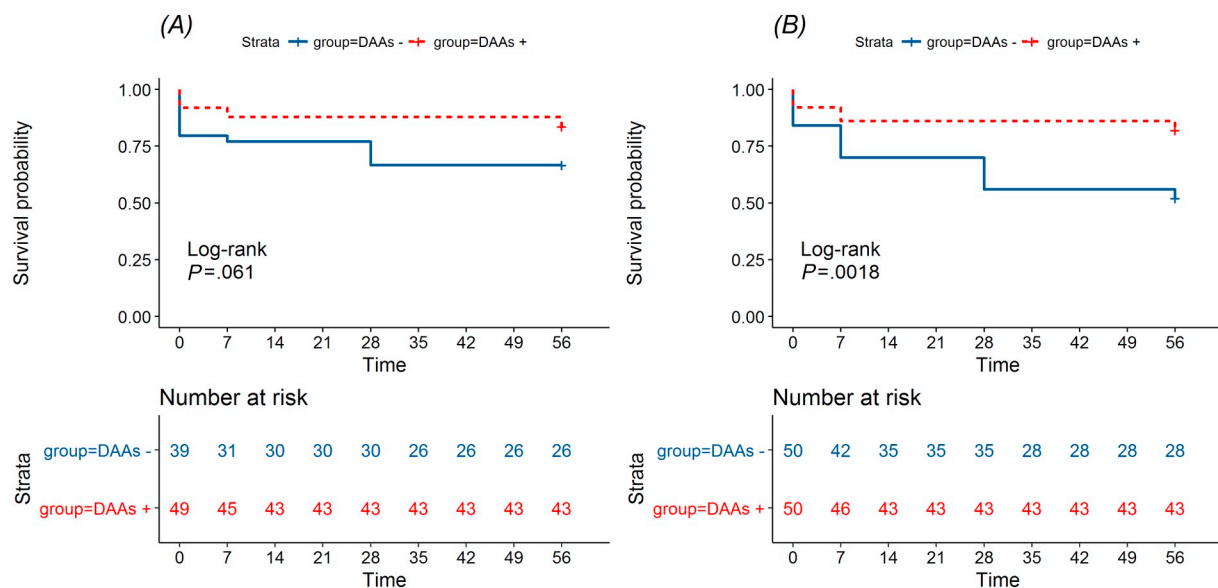 (A)
Strata group=DAAs - group=DAAs +
Survival probability
1.00
0.75
0.50
0.25
0.00
Log-rank
P=.061
0 7 14 21 28 35 42 49 56
Time
Number at risk
Strata
group=DAAs - 39 31 30 30 30 26 26 26 26
group=DAAs + 49 45 43 43 43 43 43 43 43
0 7 14 21 28 35 42 49 56
Time
(B)
Strata group=DAAs - group=DAAs +
Survival probability
1.00
0.75
0.50
0.25
0.00
Log-rank
P=.0018
0 7 14 21 28 35 42 49 56
Time
Number at risk
Strata
group=DAAs - 50 42 35 35 35 28 28 28 28
group=DAAs + 50 46 43 43 43 43 43 43 43
0 7 14 21 28 35 42 49 56
Time